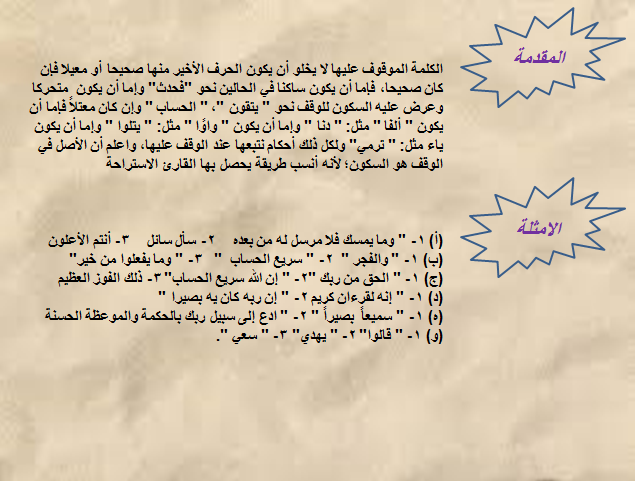 المقدمة
الكلمة الموقوف عليها لا يخلو أن يكون الحرف الأخير منها صحيحا أو معيلا فإن
كان صحيحا، فإما أن يكون ساكنا في الحالين نحو "فحدث" وإما أن يكون متحركا
وعرض عليه السكون للوقف نحو " يتقون "، " الحساب " وإن كان معتلاً فإما أن
يكون " ألفا " مثل: " دنا " وإما أن يكون " واوًا " مثل: " يتلوا " وإما أن يكون
ياء مثل: " ترمي" ولكل ذلك أحكام نتبعها عند الوقف عليها، واعلم أن الأصل في
الوقف هو السكون؛ لأنه أنسب طريقة يحصل بها القارئ الاستراحة
الامثلة
(أ) ١- " وما يمسك فلا مرسل له من بعده ٢- سأل سائل ٣- أنتم الأعلون
(ب) ١- " والفجر " ٢- " سريع الحساب " ٣- " وما يفعلوا من خير"
(ج) ١- " الحق من ربك "٢- " إن الله سريع الحساب" ٣- ذلك الفوز العظيم
(د) ١- " إنه لقرءان كريم ٢- " إن ربه كان به بصيرا "
(ه) ١- " سميعاً بصيراً " ٢- " ادع إلى سبيل ربك بالحكمة والموعظة الحسنة
(و) ١- " قالوا" ٢- " يهدي" ٣- " سعي ".